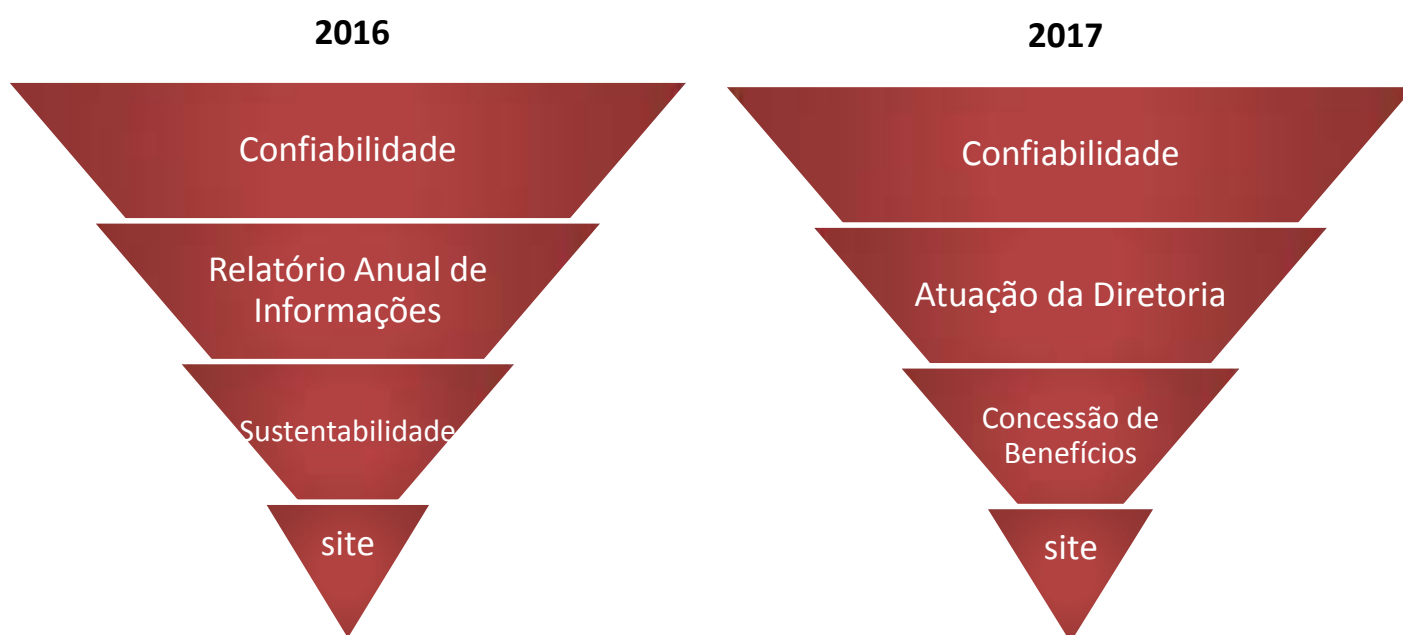 2016
Confiabilidade
Relatório Anual de
Informações
Sustentabilidade
site
2017
Confiabilidade
Atuação da Diretoria
Concessão de
Benefícios
site